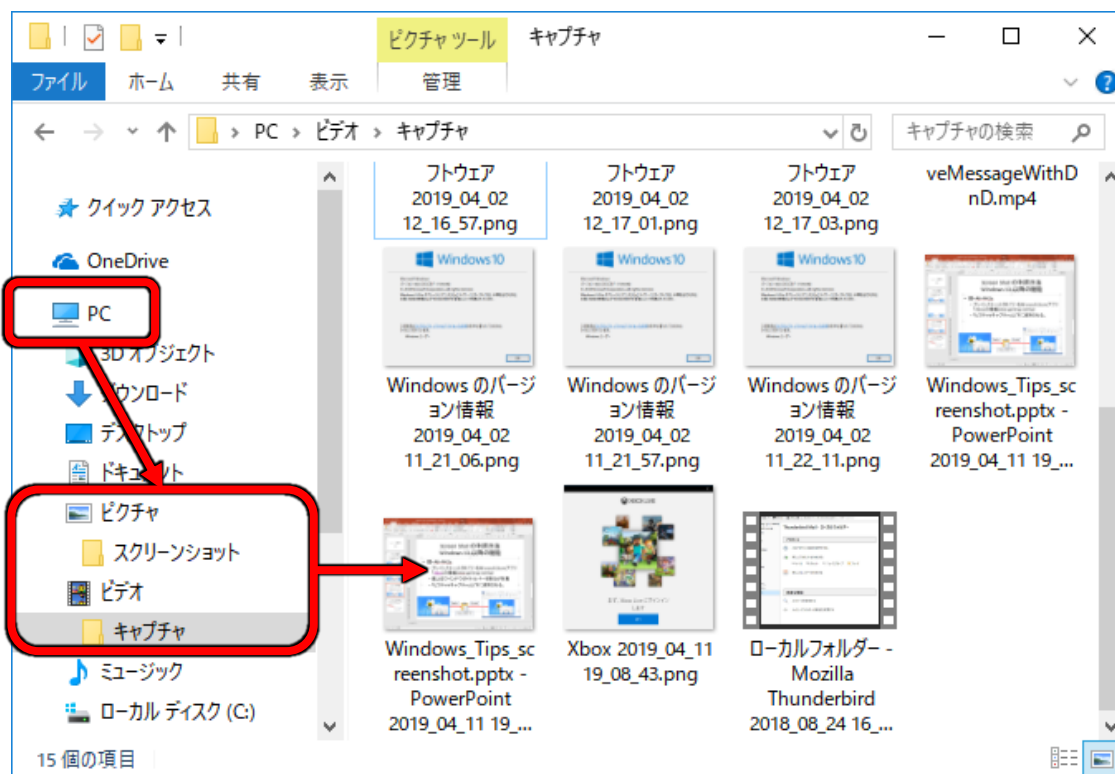 ピクチャ ツール
キャプチャ
ファイル
ホーム
共有
表示
管理
PC
ビデオ
キャプチャ
キャプチャの検索
クイック アクセス
OneDrive
PC
3D オブジェクト
ダウンロード
デスクトップ
ドキュメント
ピクチャ
スクリーンショット
ビデオ
キャプチャ
ミュージック
ローカル ディスク (C:)
フトウェア
2019_04_02
12_16_57.png
フトウェア
2019_04_02
12_17_01.png
フトウェア
2019_04_02
12_17_03.png
veMessageWithD
nD.mp4
Windows 10
Windows のバージ
ョン情報
2019_04_02
11_21_06.png
Windows 10
Windows のバージ
ョン情報
2019_04_02
11_21_57.png
Windows 10
Windows のバージ
ョン情報
2019_04_02
11_22_11.png
Windows_Tips_sc
reenshot.pptx -
PowerPoint
2019_04_11 19_...
Windows_Tips_sc
reenshot.pptx -
PowerPoint
2019_04_11 19_...
XBOX LIVE
Xbox 2019_04_11
19_08_43.png
ローカルフォルダー -
Mozilla
Thunderbird
2018_08_24 16_...
15 個の項目